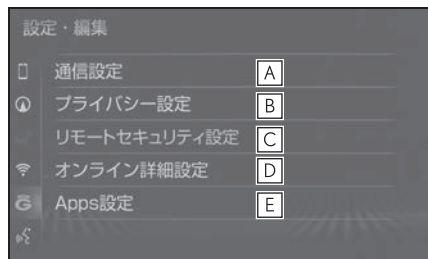 設定・編集
通信設定 A
プライバシー設定 B
リモートセキュリティ設定 C
オンライン詳細設定 D
Apps設定 E